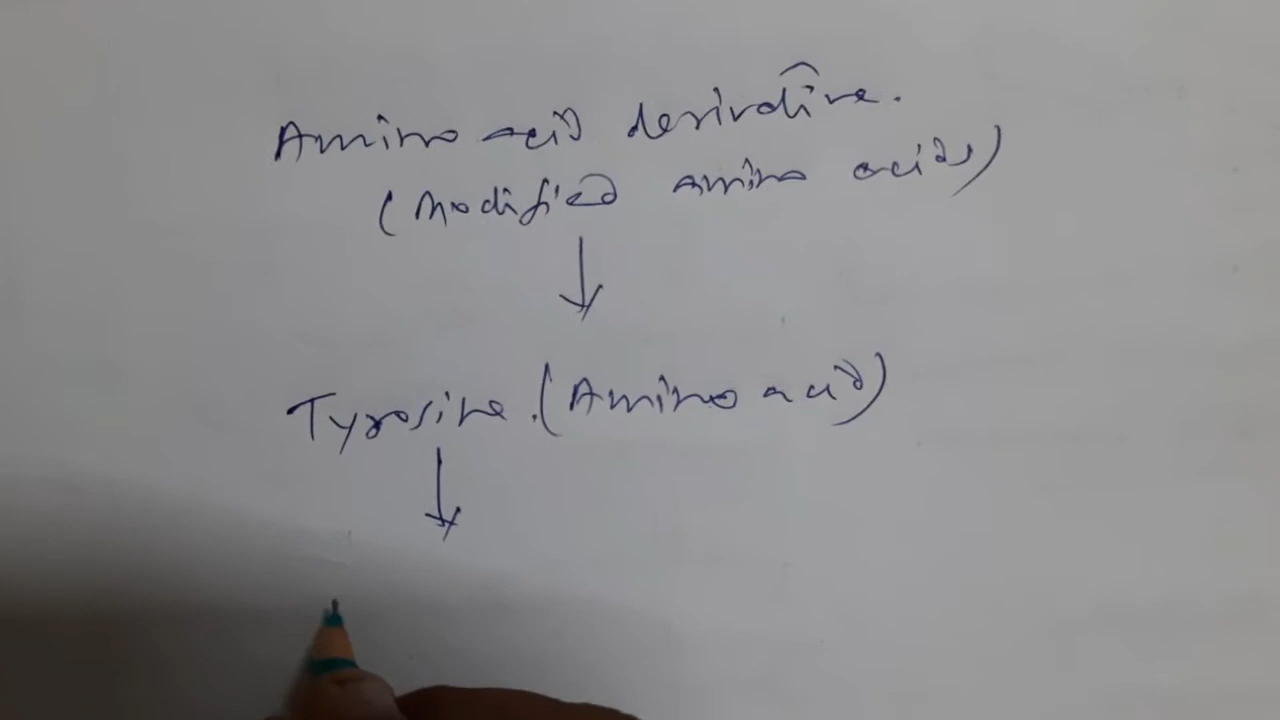 Amino acid derivative.
(Modified amino acids)
Tyrosine. (Amino acid)